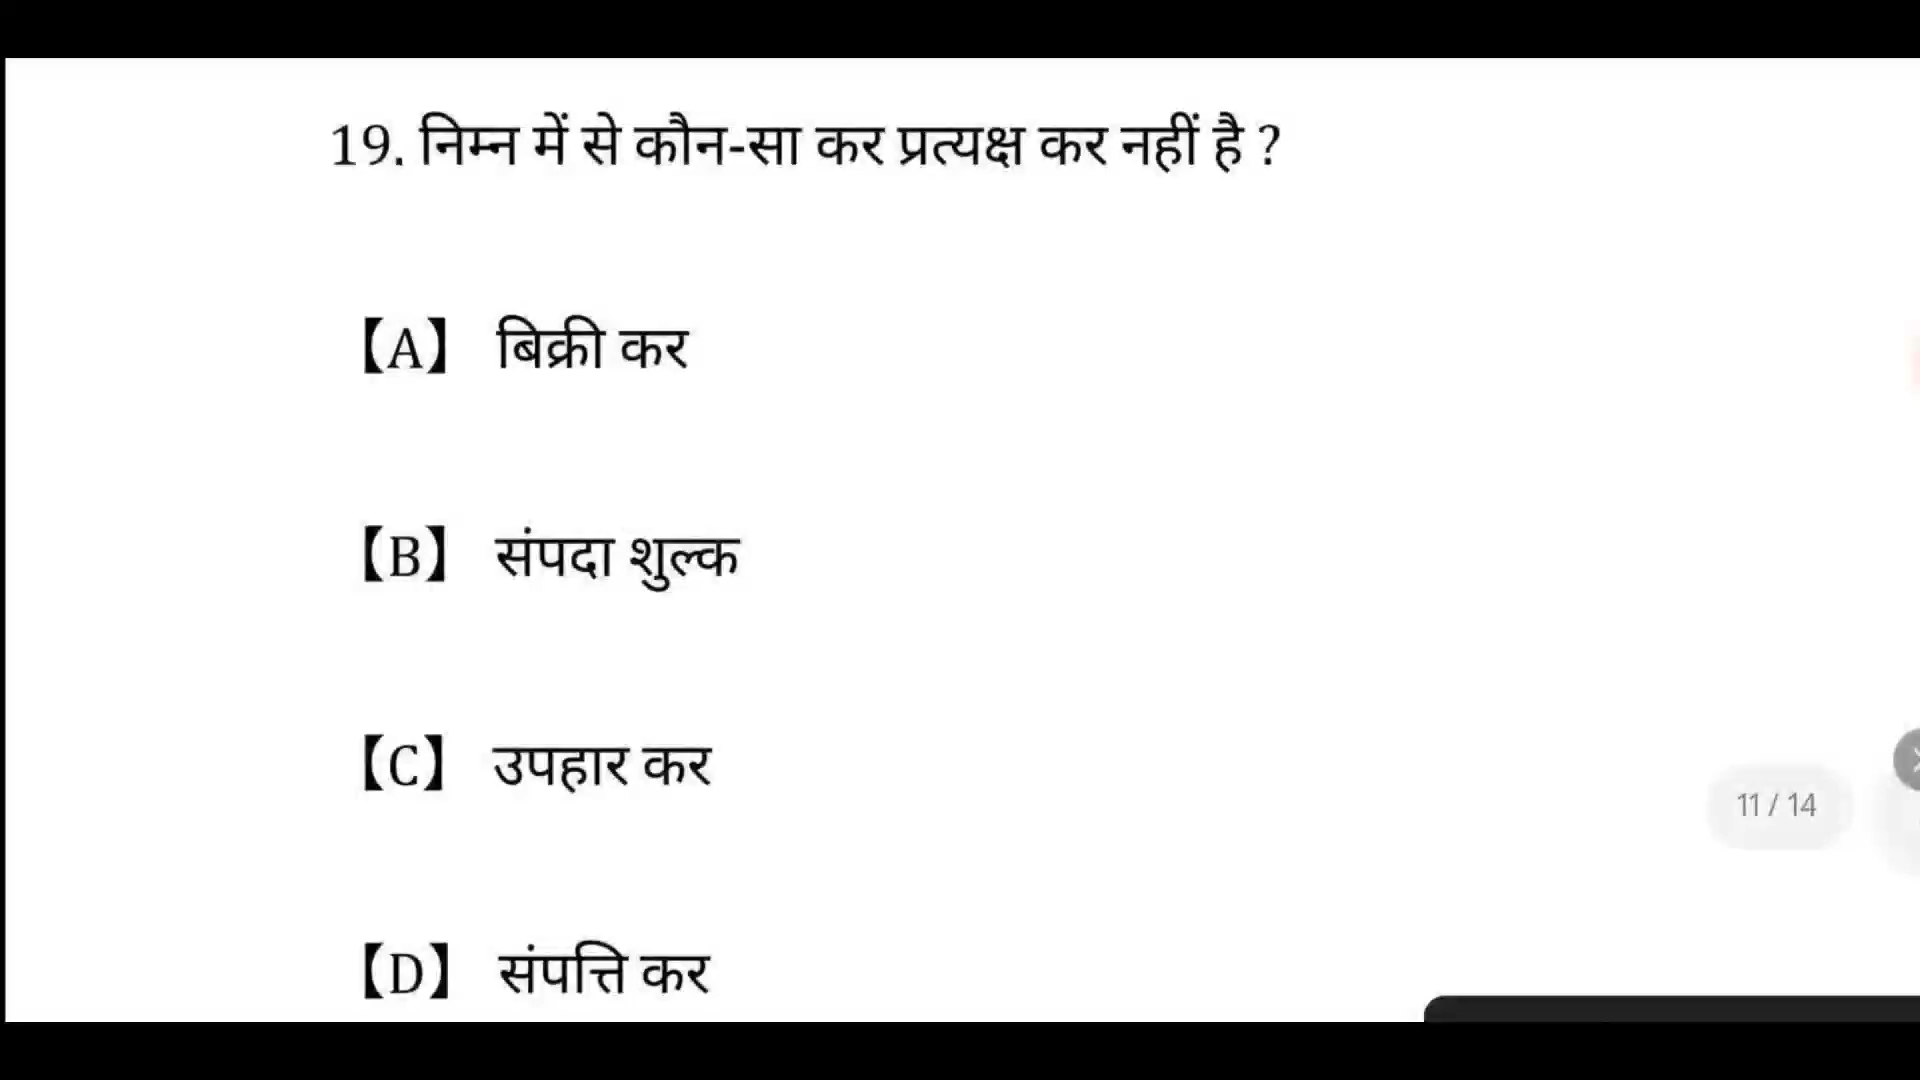 19. निम्न में से कौन-सा कर प्रत्यक्ष कर नहीं है ?
【A】 बिक्री कर
【B】 संपदा शुल्क
【C】 उपहार कर
11 / 14
【D】 संपत्ति कर